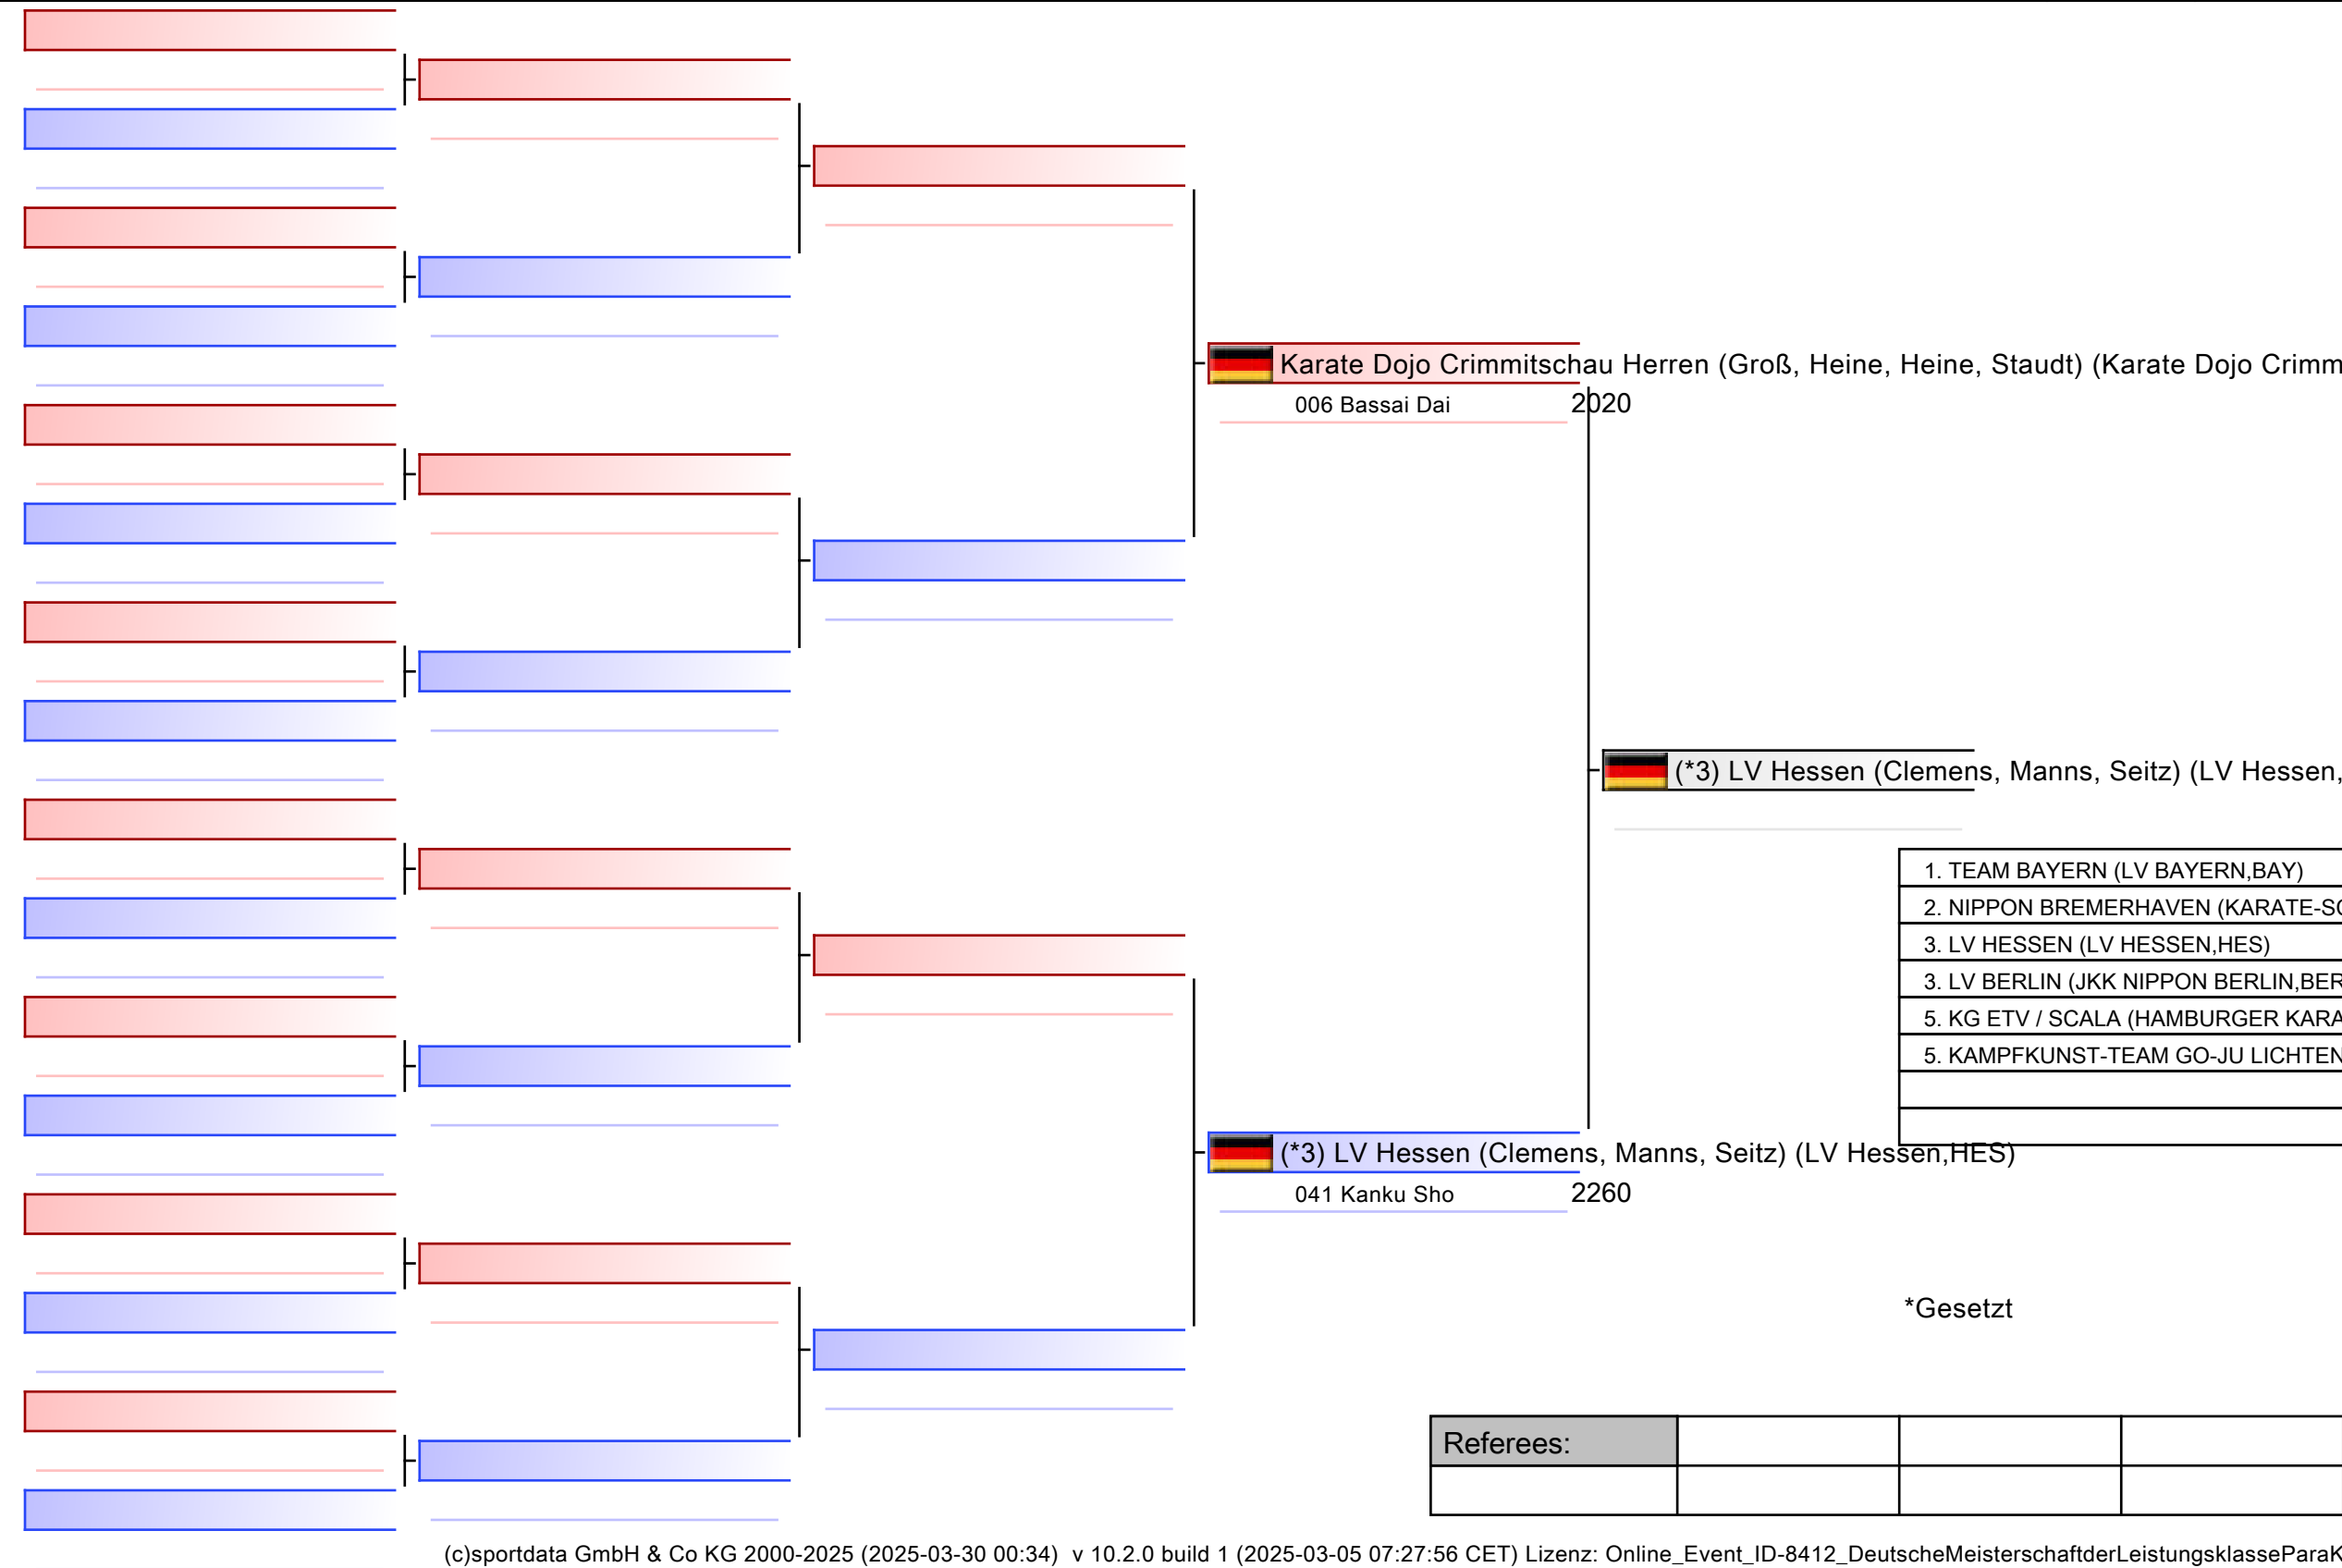 Karate Dojo Crimmitschau Herren (Groß, Heine, Heine, Staudt) (Karate Dojo Crimm
006 Bassai Dai 2020
(*3) LV Hessen (Clemens, Manns, Seitz) (LV Hessen,
1. TEAM BAYERN (LV BAYERN,BAY)
2. NIPPON BREMERHAVEN (KARATE-SC
3. LV HESSEN (LV HESSEN,HES)
3. LV BERLIN (JKK NIPPON BERLIN,BER
5. KG ETV / SCALA (HAMBURGER KARA
5. KAMPFKUNST-TEAM GO-JU LICHTEN
(*3) LV Hessen (Clemens, Manns, Seitz) (LV Hessen,HES)
041 Kanku Sho 2260
*Gesetzt
Referees:
(c)sportdata GmbH & Co KG 2000-2025 (2025-03-30 00:34) v 10.2.0 build 1 (2025-03-05 07:27:56 CET) Lizenz: Online_Event_ID-8412_DeutscheMeisterschaftderLeistungsklasseParaK